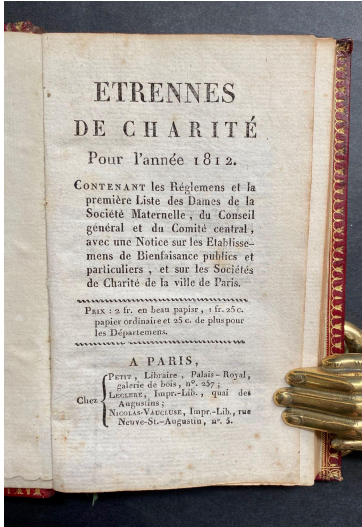 ETRENNES
DE CHARITÉ
Pour l'année 1812.
CONTENANT les Réglemens et la
première Liste des Dames de la
Société Maternelle, du Conseil
général et du Comité central,
avec une Notice sur les Etablisse-
mens de Bienfaisance publics et
particuliers, et sur les Sociétés
de Charité de la ville de Paris.
PRIX : 2 fr. en beau papier, 1 fr. 25 c.
papier ordinaire et 25 c. de plus pour
les Départemens.
A PARIS,
Chez
PETIT, Libraire, Palais-Royal,
galerie de bois, n°. 257;
LECLERE, Impr.-Lib., quai des
Augustins;
NICOLAS-VAUCLUSE, Impr.-Lib., rue
Neuve-St.-Augustin, n°. 5.